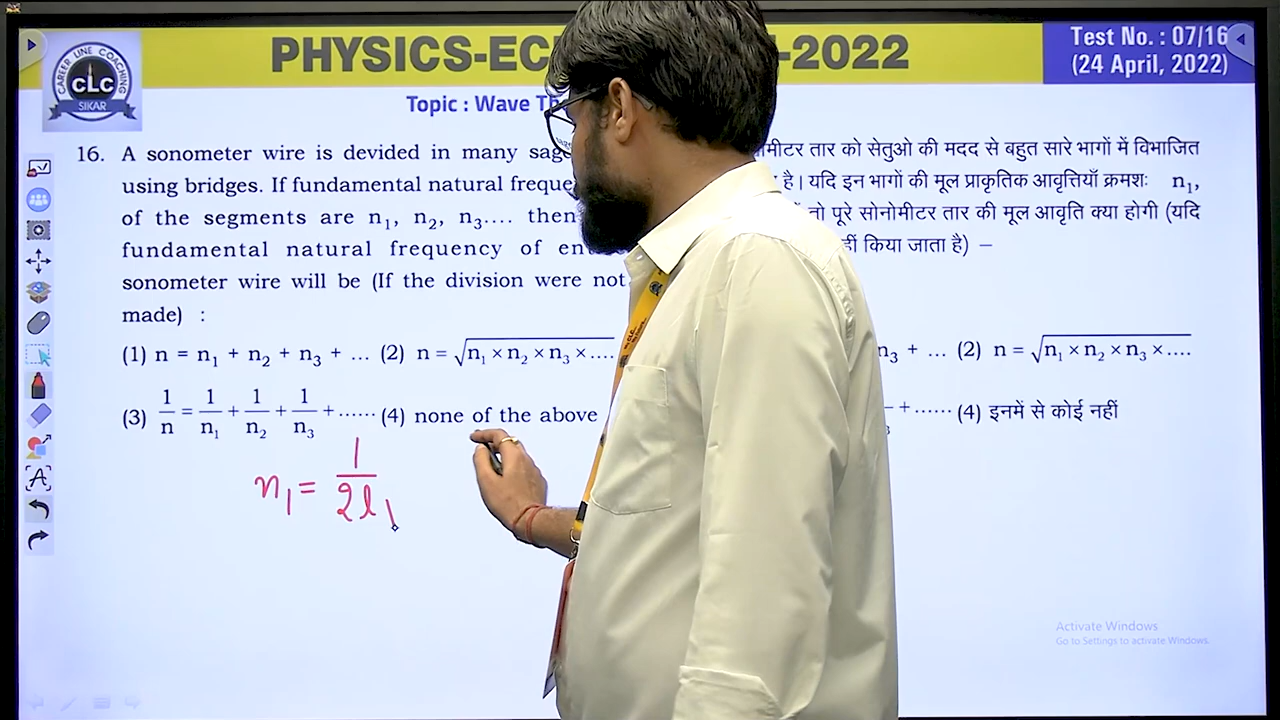 PHYSICS-EC
-2022
Test No. : 07/16
(24 April, 2022)
CAREER LINE COACHING
CLC
SIKAR
Topic : Wave Th
16. A sonometer wire is devided in many sag
using bridges. If fundamental natural freque
of the segments are n₁, n₂, n₃.... then
fundamental natural frequency of ent
sonometer wire will be (If the division were not
made) :
(1) n = n₁ + n₂ + n₃ + ... (2) n = √n₁ × n₂ × n₃ × ....
(3) 1/n = 1/n₁ + 1/n₂ + 1/n₃ + ...... (4) none of the above
मीटर तार को सेतुओ की मदद से बहुत सारे भागों में विभाजित
है। यदि इन भागों की मूल प्राकृतिक आवृत्तियाँ क्रमशः n₁,
तो पूरे सोनोमीटर तार की मूल आवृति क्या होगी (यदि
किया जाता है) –
n₃ + ... (2) n = √n₁ × n₂ × n₃ × ....
+ ...... (4) इनमें से कोई नहीं
n₁ = 1/2l₁
Activate Windows
Go to Settings to activate Windows.